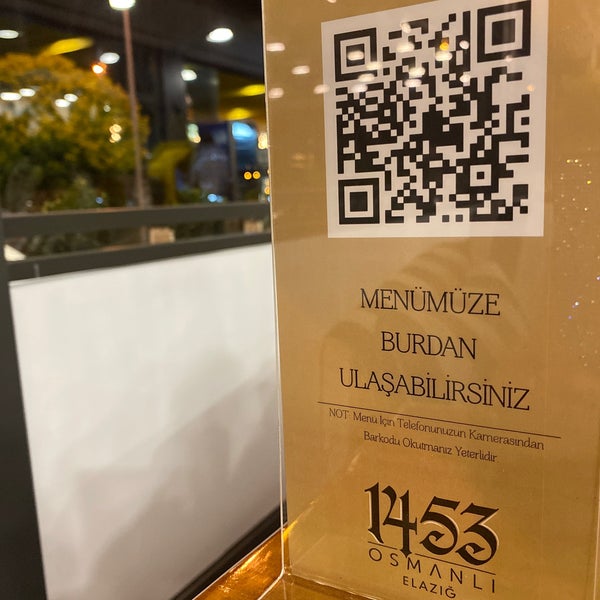 MENÜMÜZE
BURDAN
ULAŞABİLİRSİNİZ
NOT: Menü İçin Telefonunuzun Kamerasından
Barkodu Okutmanız Yeterlidir
1453
OSMANLI
ELAZIĞ